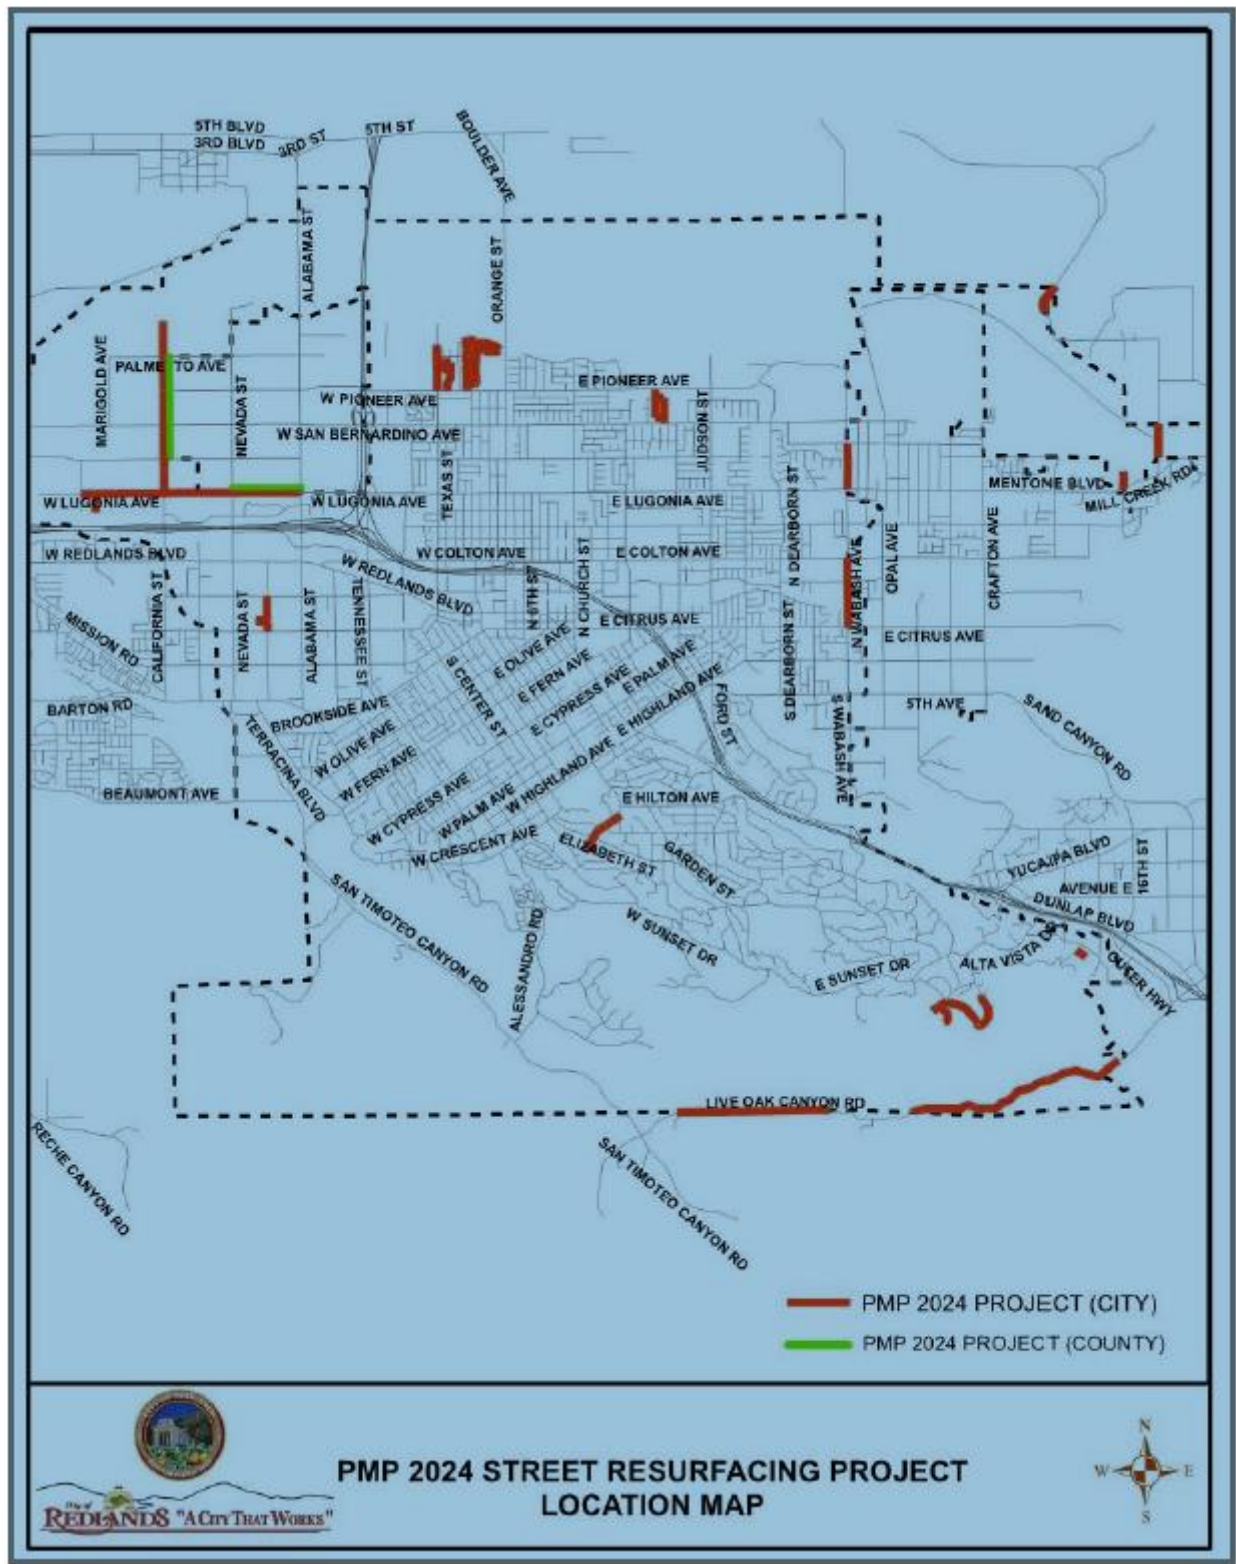 5TH BLVD
3RD BLVD
3RD ST
5TH ST
BOULDER AVE
ALABAMA ST
ORANGE ST
MARIGOLD AVE
PALMETTO AVE
NEVADA ST
W PIONEER AVE
E PIONEER AVE
W SAN BERNARDINO AVE
JUDSON ST
TEXAS ST
N DEARBORN ST
MENTONE BLVD
MILL CREEK RD
W LUGONIA AVE
W LUGONIA AVE
E LUGONIA AVE
W REDLANDS BLVD
W REDLANDS BLVD
W COLTON AVE
E COLTON AVE
N CHURCH ST
N 6TH ST
N WABASH AVE
OPAL AVE
CRAFTON AVE
MISSION RD
CALIFORNIA ST
NEVADA ST
ALABAMA ST
TENNESSEE ST
E CITRUS AVE
E CITRUS AVE
E OLIVE AVE
E FERN AVE
E CYPRESS AVE
E PALM AVE
E HIGHLAND AVE
S CENTER ST
S DEARBORN ST
FORD ST
S WABASH AVE
5TH AVE
SAND CANYON RD
BARTON RD
BROOKSIDE AVE
TERRACINA BLVD
W OLIVE AVE
W FERN AVE
W CYPRESS AVE
W PALM AVE
W HIGHLAND AVE
W CRESCENT AVE
BEAUMONT AVE
E HILTON AVE
ELIZABETH ST
GARDEN ST
YUCAIPA BLVD
16TH ST
AVENUE E
DUNLAP BLVD
SAN TIMOTEO CANYON RD
ALESSANDRO RD
W SUNSET DR
E SUNSET DR
ALTA VISTA DR
OUTER HWY
LIVE OAK CANYON RD
RECHE CANYON RD
SAN TIMOTEO CANYON RD
PMP 2024 PROJECT (CITY)
PMP 2024 PROJECT (COUNTY)
City of
REDLANDS "A CITY THAT WORKS"
PMP 2024 STREET RESURFACING PROJECT
LOCATION MAP
N
W E
S